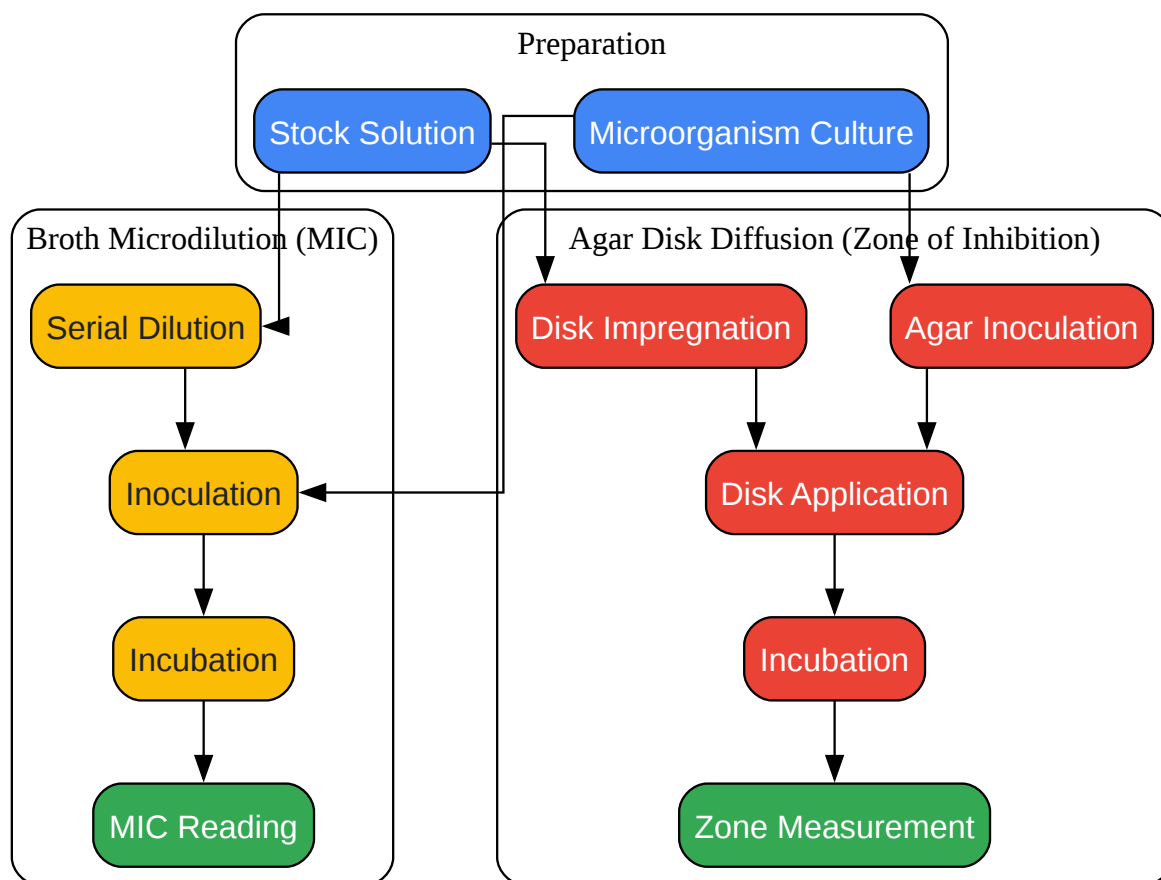 Preparation
Stock Solution
Microorganism Culture
Broth Microdilution (MIC)
Serial Dilution
Inoculation
Incubation
MIC Reading
Agar Disk Diffusion (Zone of Inhibition)
Disk Impregnation
Agar Inoculation
Disk Application
Incubation
Zone Measurement